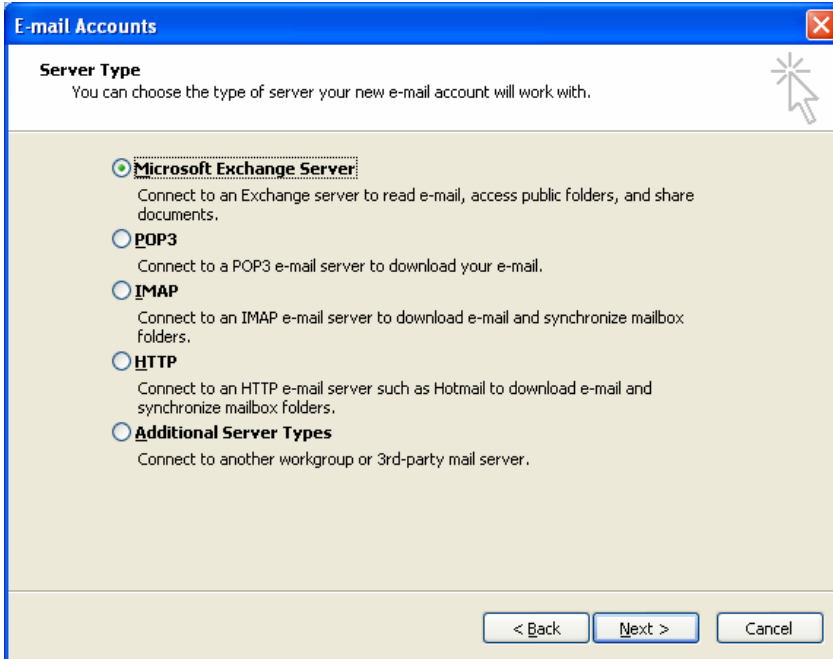 E-mail Accounts
Server Type
You can choose the type of server your new e-mail account will work with.
Microsoft Exchange Server
Connect to an Exchange server to read e-mail, access public folders, and share
documents.
POP3
Connect to a POP3 e-mail server to download your e-mail.
IMAP
Connect to an IMAP e-mail server to download e-mail and synchronize mailbox
folders.
HTTP
Connect to an HTTP e-mail server such as Hotmail to download e-mail and
synchronize mailbox folders.
Additional Server Types
Connect to another workgroup or 3rd-party mail server.
< Back Next > Cancel